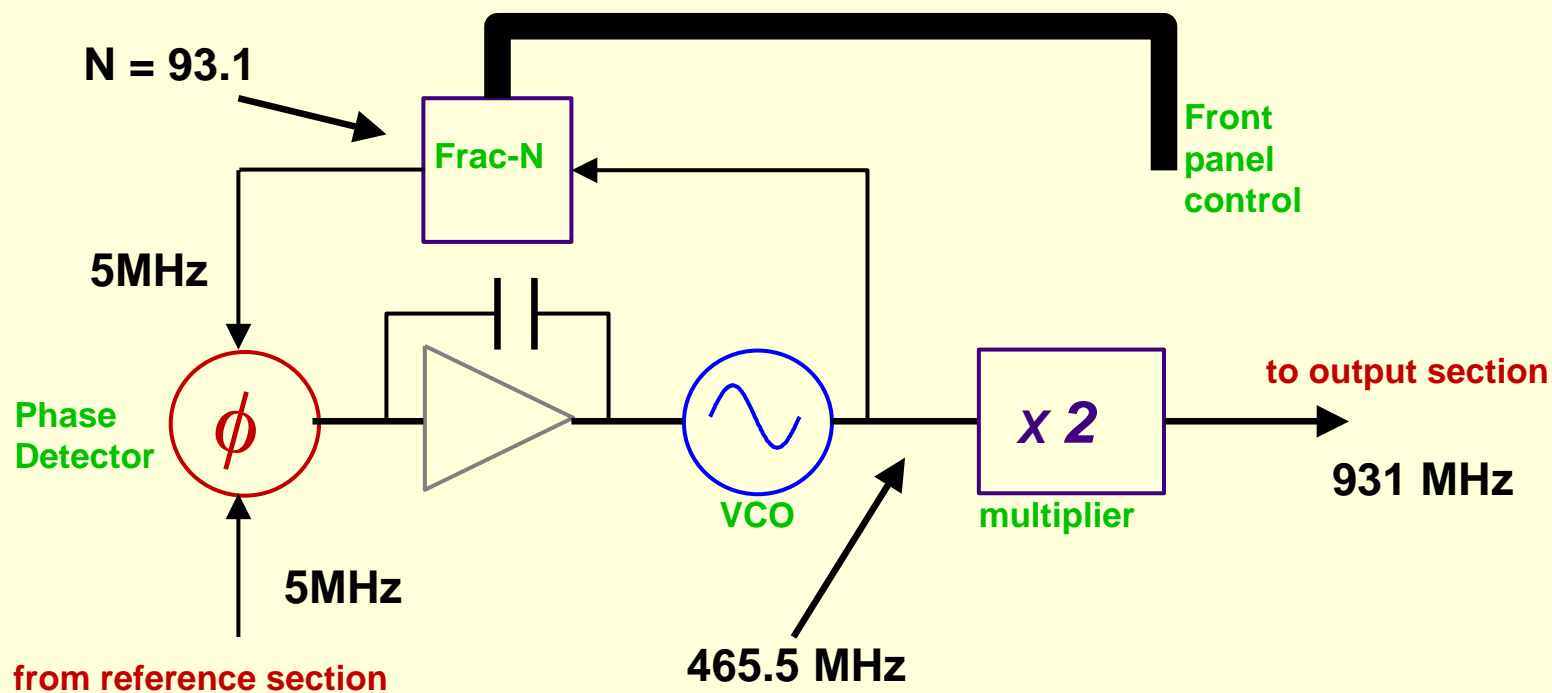 N = 93.1
Frac-N
Front
panel
control
5MHz
to output section
Phase
Detector
ϕ
x 2
931 MHz
VCO
multiplier
5MHz
465.5 MHz
from reference section